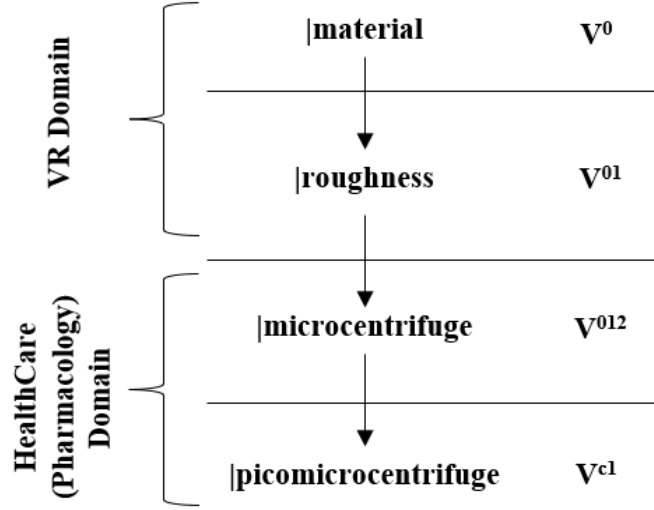 |material V⁰
VR Domain
|roughness V⁰¹
|microcentrifuge V⁰¹²
HealthCare
(Pharmacology)
Domain
|picomicrocentrifuge Vᶜ¹